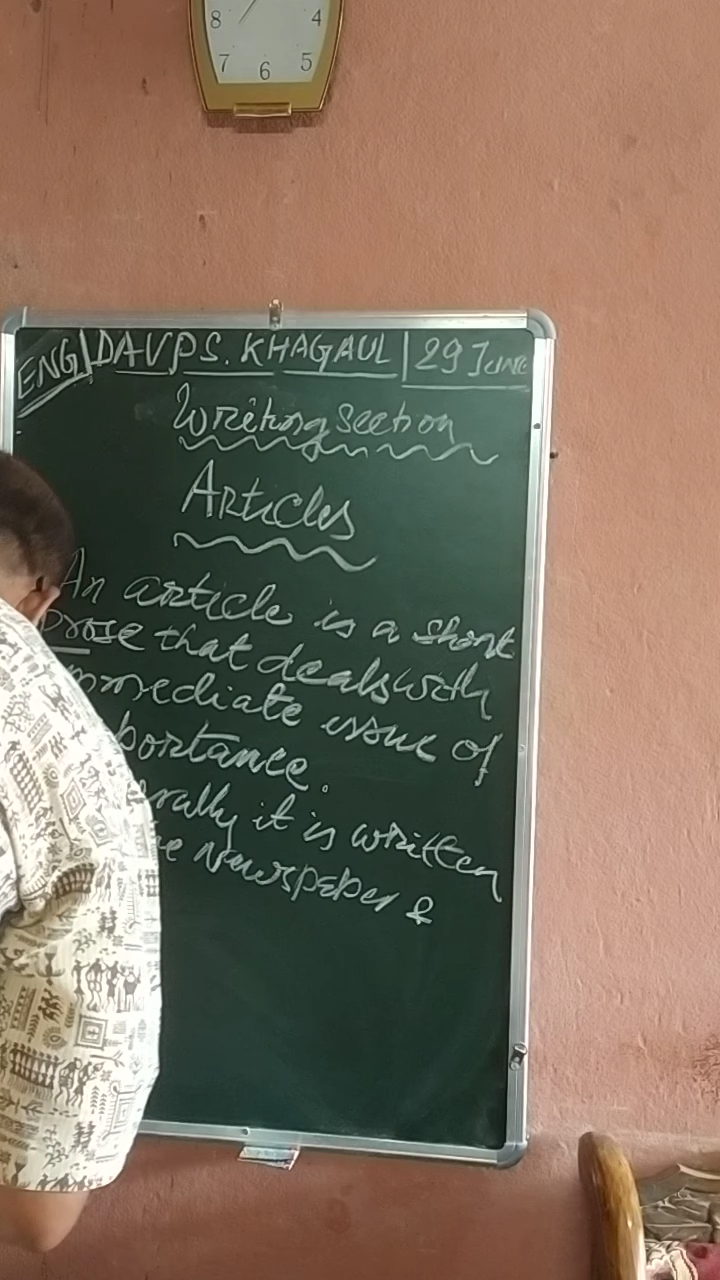 8 4
7 6 5
ENG| DAVPS. KHAGAUL | 29 JUNE
Writing Section
Articles
An article is a short
prose that deals with
mmediate issue of
portance.
rally it is written
Newspaper &